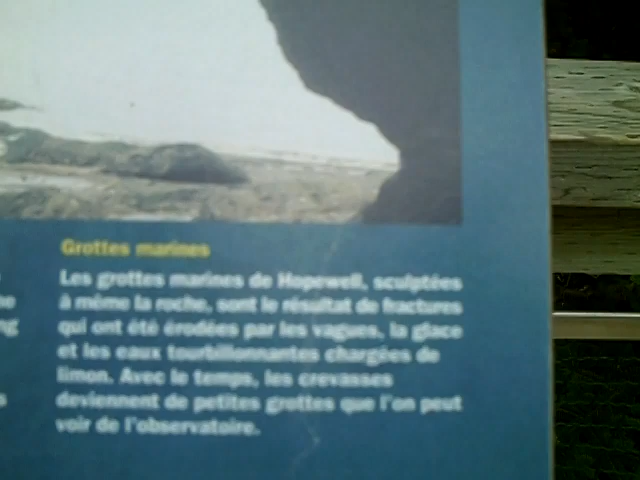 Grottes marines
Les grottes marines de Hopewell, sculptées
à même la roche, sont le résultat de fractures
qui ont été érodées par les vagues, la glace
et les eaux tourbillonnantes chargées de
limon. Avec le temps, les crevasses
deviennent de petites grottes que l'on peut
voir de l'observatoire.